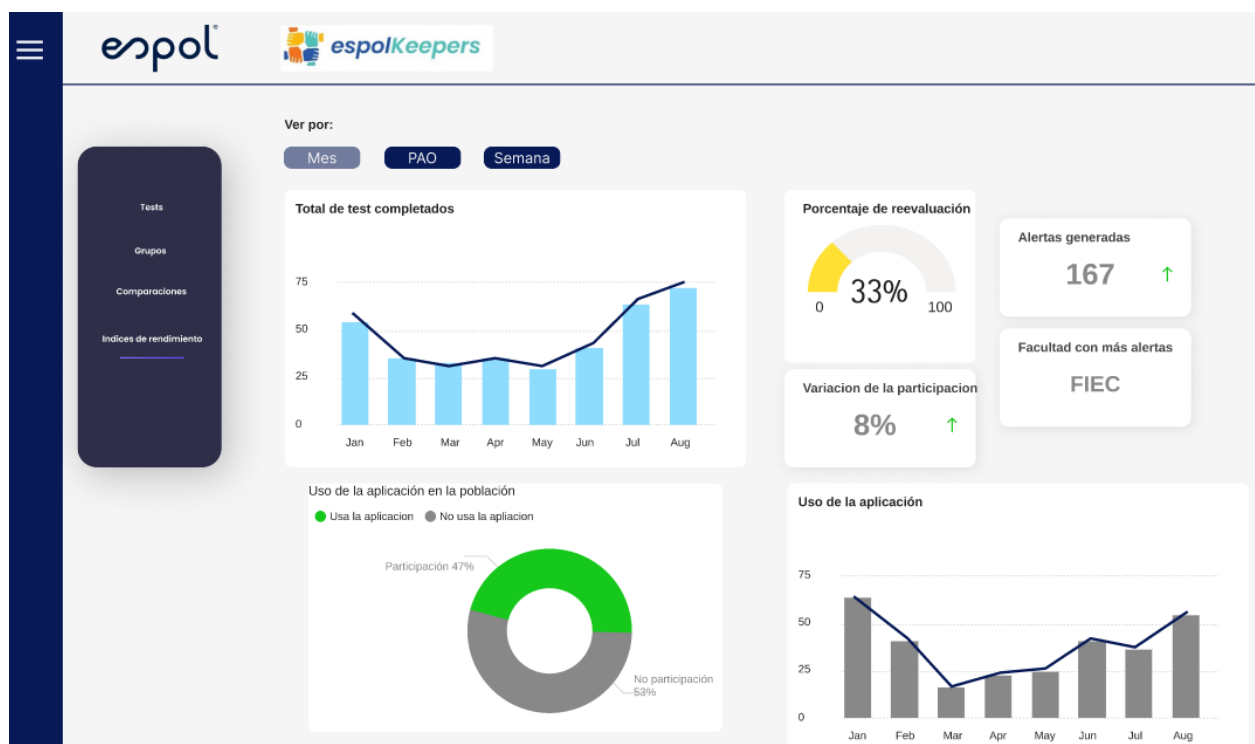 espol
espolKeepers
Ver por:
Mes PAO Semana
Tests
Grupos
Comparaciones
Indices de rendimiento
Total de test completados
75
50
25
0
Jan Feb Mar Apr May Jun Jul Aug
Porcentaje de reevaluación
33%
0 100
Variacion de la participacion
8% ↑
Alertas generadas
167 ↑
Facultad con más alertas
FIEC
Uso de la aplicación en la población
Usa la aplicacion No usa la apliacion
Participación 47%
No participación
53%
Uso de la aplicación
75
50
25
0
Jan Feb Mar Apr May Jun Jul Aug